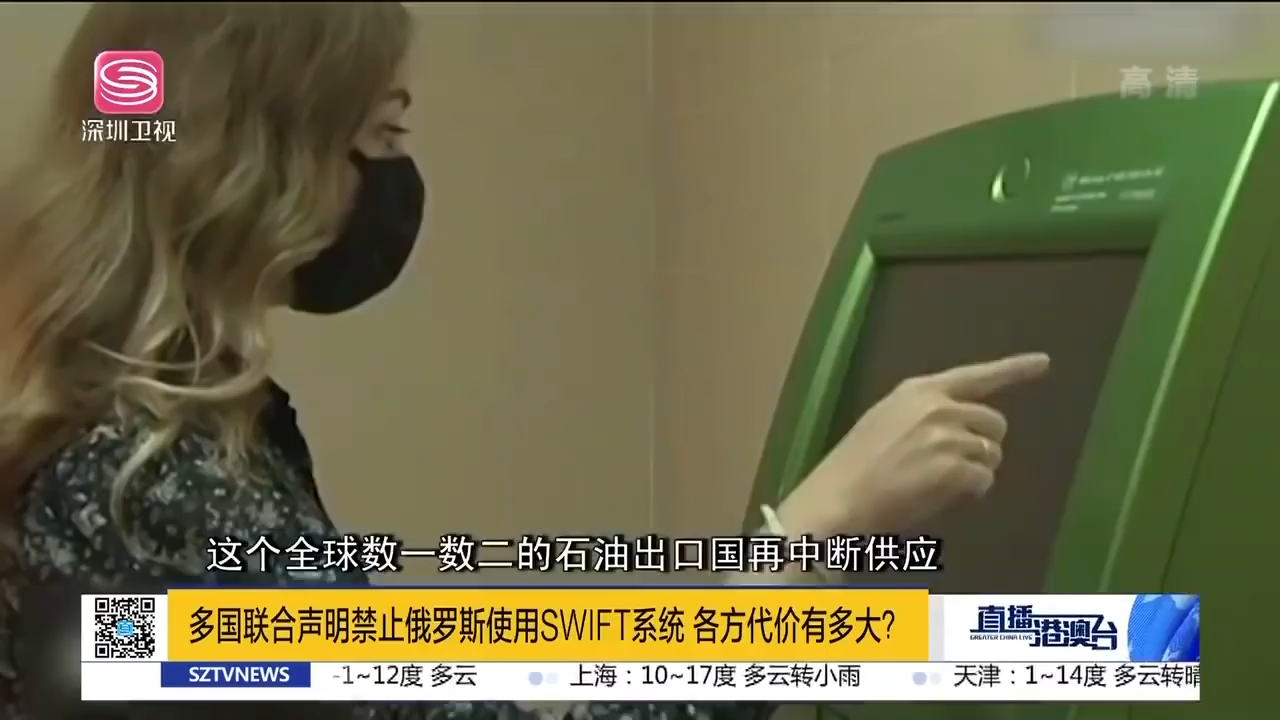 高清
深圳卫视
这个全球数一数二的石油出口国再中断供应
多国联合声明禁止俄罗斯使用SWIFT系统 各方代价有多大?
直播港澳台
GREATER CHINA LIVE
SZTVNEWS
-1~12度 多云 上海：10~17度 多云转小雨 天津：1~14度 多云转晴